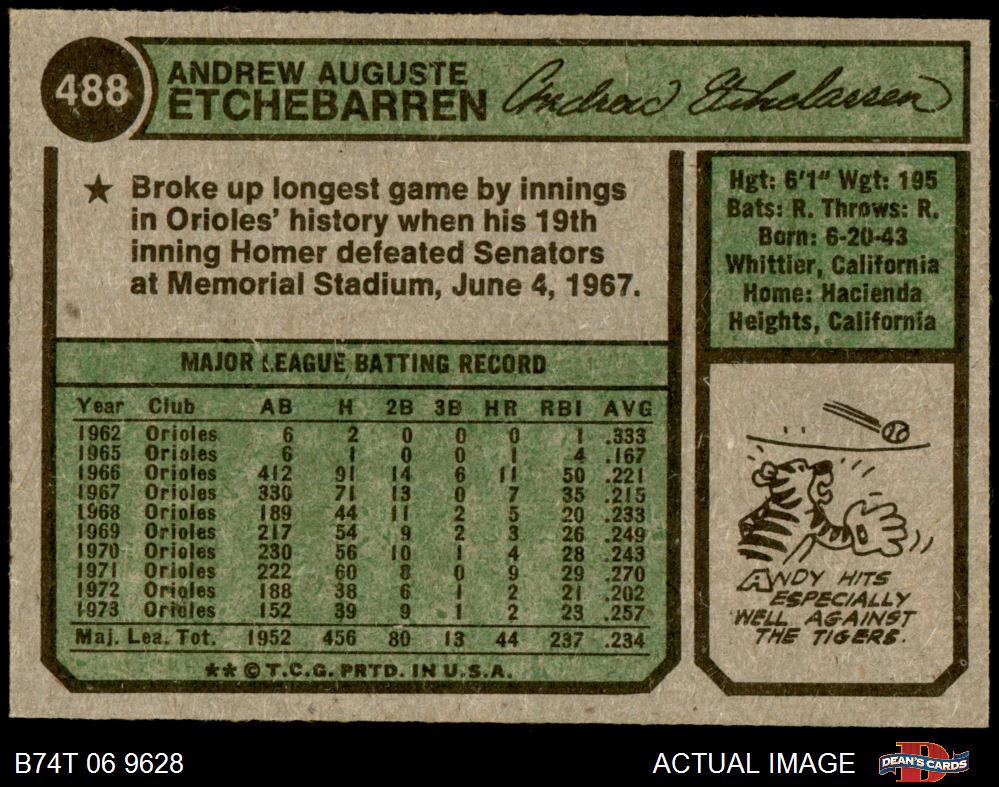 488
ANDREW AUGUSTE
ETCHEBARREN
Andrew Etchebarren
★ Broke up longest game by innings
in Orioles' history when his 19th
inning Homer defeated Senators
at Memorial Stadium, June 4, 1967.
Hgt: 6'1" Wgt: 195
Bats: R. Throws: R.
Born: 6-20-43
Whittier, California
Home: Hacienda
Heights, California
MAJOR LEAGUE BATTING RECORD
Year Club AB H 2B 3B HR RBI AVG
1962 Orioles 6 2 0 0 0 1 .333
1965 Orioles 6 1 0 0 1 4 .167
1966 Orioles 412 91 14 6 11 50 .221
1967 Orioles 330 71 13 0 7 35 .215
1968 Orioles 189 44 11 2 5 20 .233
1969 Orioles 217 54 9 2 3 26 .249
1970 Orioles 230 56 10 1 4 28 .243
1971 Orioles 222 60 8 0 9 29 .270
1972 Orioles 188 38 6 1 2 21 .202
1973 Orioles 152 39 9 1 2 23 .257
Maj. Lea. Tot. 1952 456 80 13 44 237 .234
** © T.C.G. PRTD. IN U.S.A.
ANDY HITS
ESPECIALLY
WELL AGAINST
THE TIGERS.
B74T 06 9628
ACTUAL IMAGE
D
DEAN'S CARDS